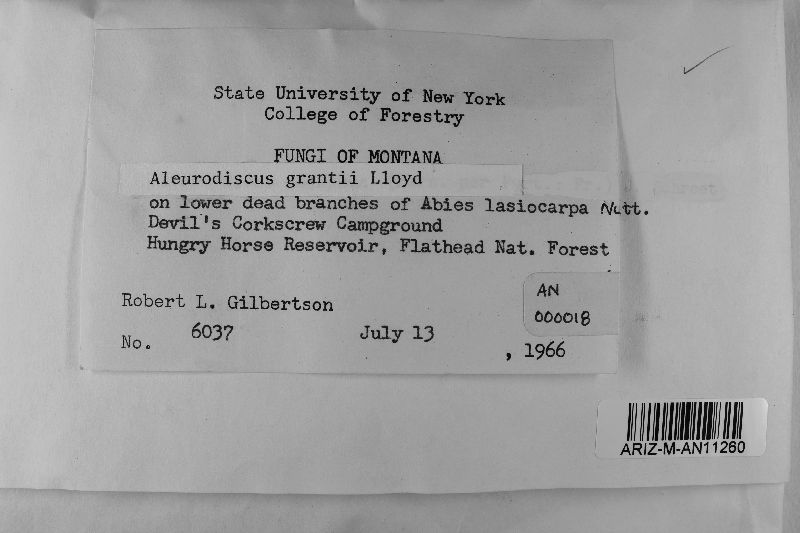 State University of New York
College of Forestry
FUNGI OF MONTANA
Aleurodiscus grantii Lloyd
on lower dead branches of Abies lasiocarpa Nutt.
Devil's Corkscrew Campground
Hungry Horse Reservoir, Flathead Nat. Forest
Robert L. Gilbertson
AN
000018
No. 6037 July 13, 1966
ARIZ-M-AN11260